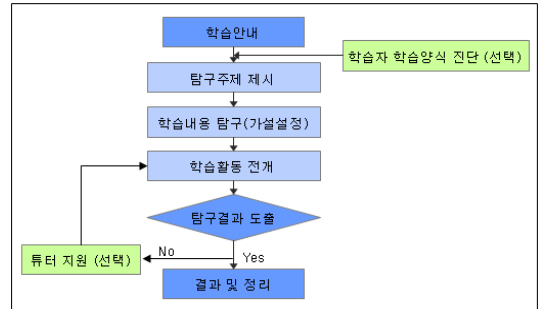 학습안내
학습자 학습양식 진단 (선택)
탐구주제 제시
학습내용 탐구(가설설정)
학습활동 전개
탐구결과 도출
No
Yes
튜터 지원 (선택)
결과 및 정리